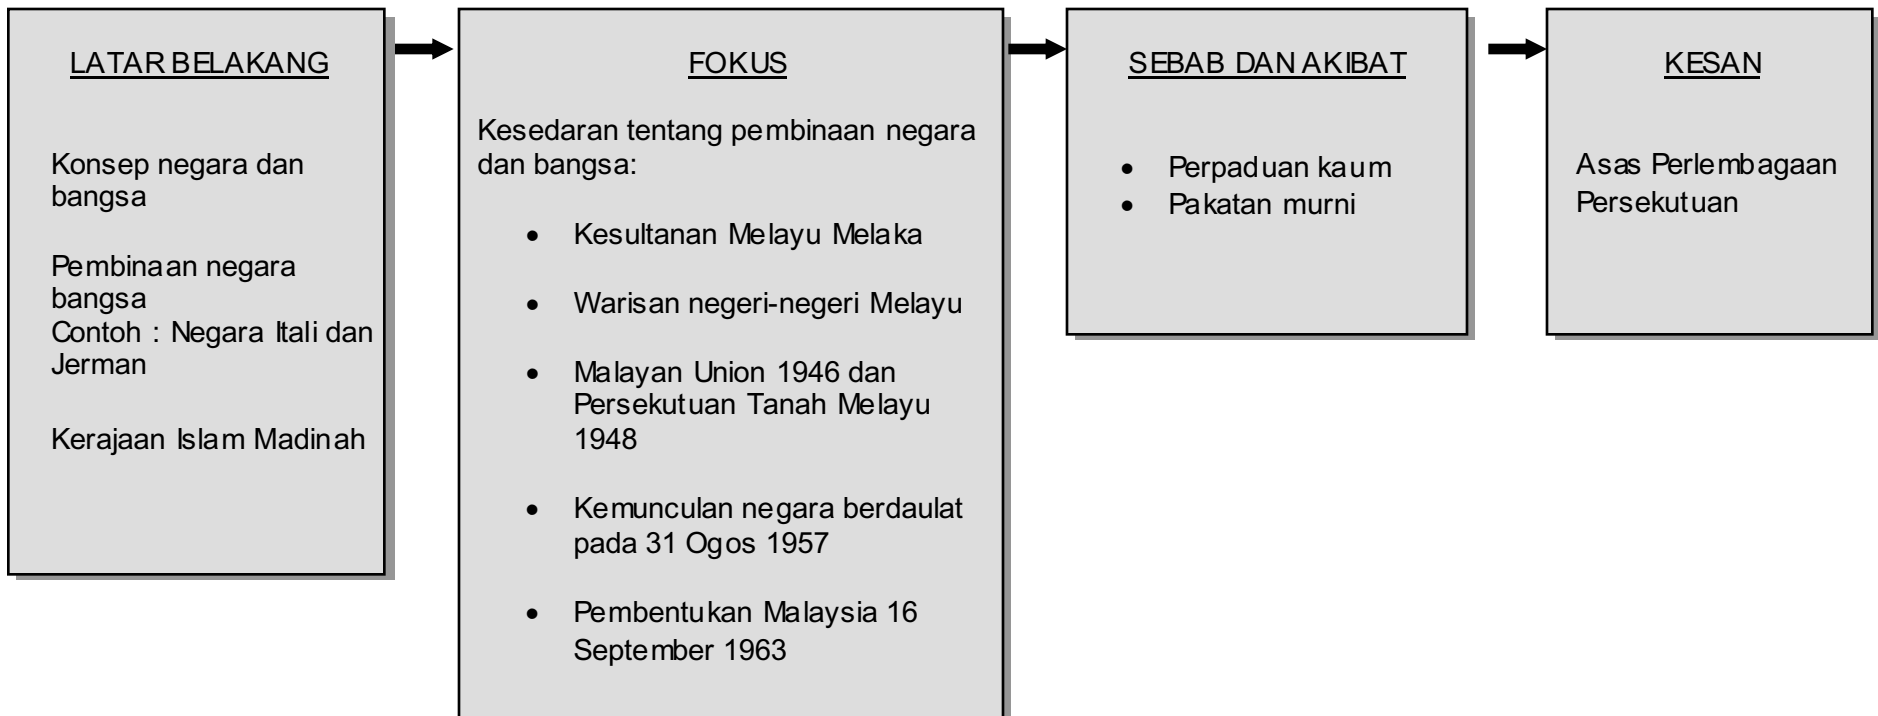 LATAR BELAKANG
Konsep negara dan
bangsa
Pembinaan negara
bangsa
Contoh : Negara Itali dan
Jerman
Kerajaan Islam Madinah
FOKUS
Kesedaran tentang pembinaan negara
dan bangsa:
• Kesultanan Melayu Melaka
• Warisan negeri-negeri Melayu
• Malayan Union 1946 dan
Persekutuan Tanah Melayu
1948
• Kemunculan negara berdaulat
pada 31 Ogos 1957
• Pembentukan Malaysia 16
September 1963
SEBAB DAN AKIBAT
• Perpaduan kaum
• Pakatan murni
KESAN
Asas Perlembagaan
Persekutuan